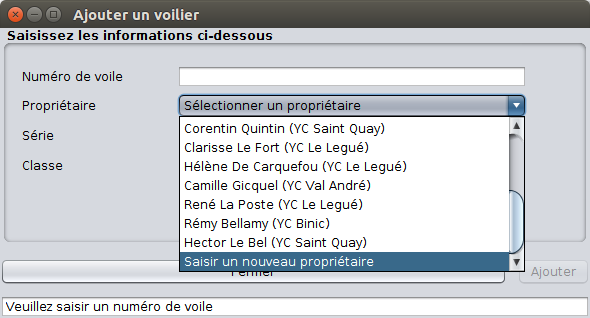 Ajouter un voilier
Saisissez les informations ci-dessous
Numéro de voile
Propriétaire Sélectionner un propriétaire
Corentin Quintin (YC Saint Quay)
Série
Clarisse Le Fort (YC Le Legué)
Classe
Hélène De Carquefou (YC Le Legué)
Camille Gicquel (YC Val André)
René La Poste (YC Le Legué)
Rémy Bellamy (YC Binic)
Hector Le Bel (YC Saint Quay)
Saisir un nouveau propriétaire
Fermer Ajouter
Veuillez saisir un numéro de voile